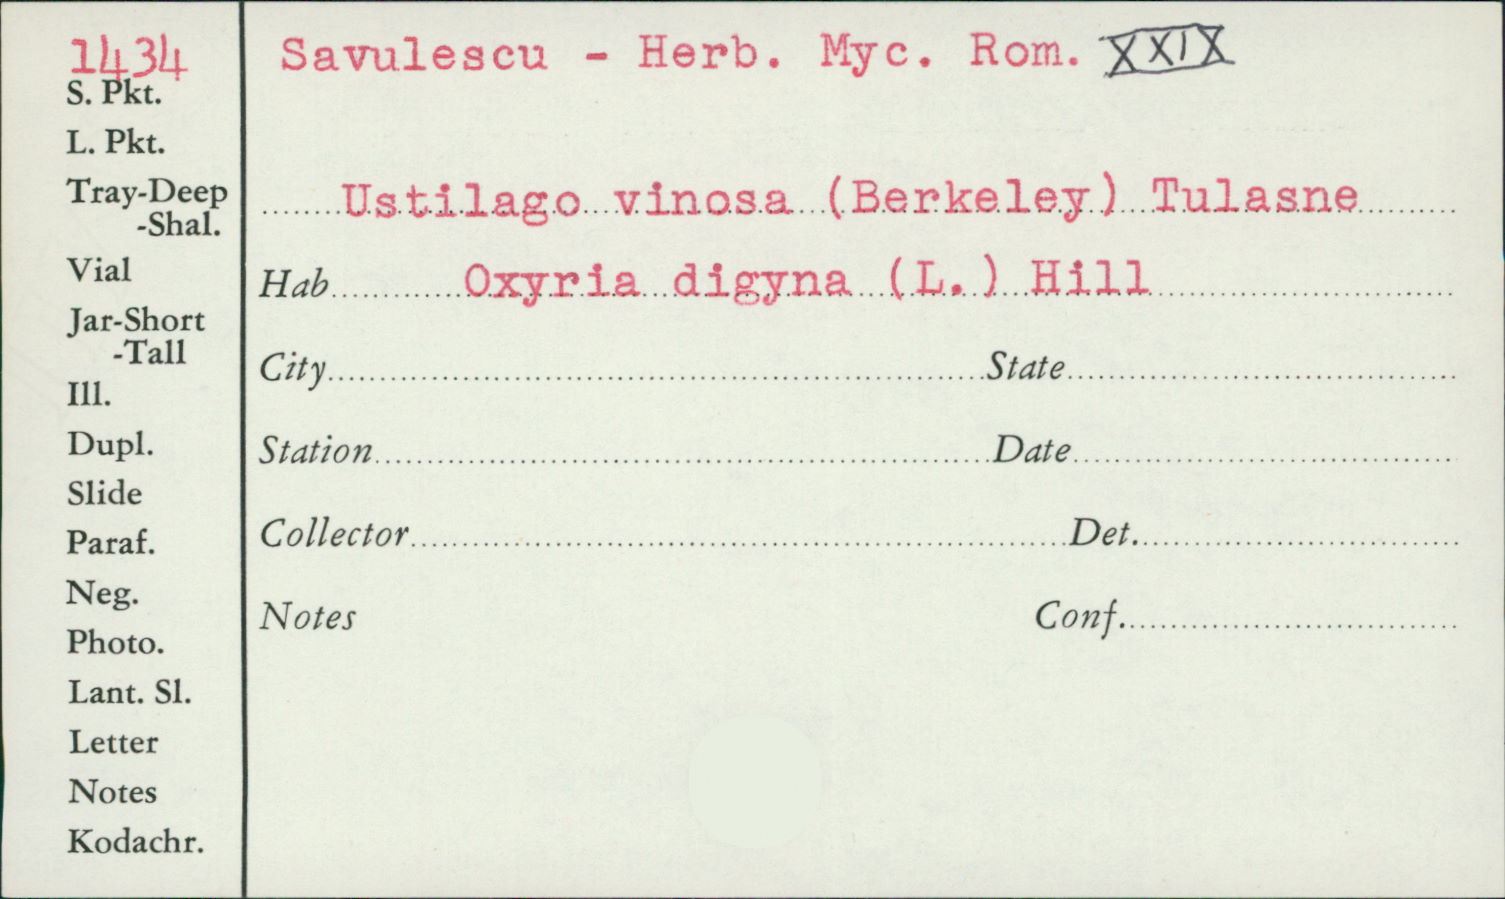 1434
Savulescu - Herb. Myc. Rom. XXIX
S. Pkt.
L. Pkt.
Tray-Deep
-Shal.
Vial
Jar-Short
-Tall
Ill.
Dupl.
Slide
Paraf.
Neg.
Photo.
Lant. Sl.
Letter
Notes
Kodachr.
Ustilago vinosa (Berkeley) Tulasne
Hab Oxyria digyna (L.) Hill
City State
Station Date
Collector Det.
Notes Conf.